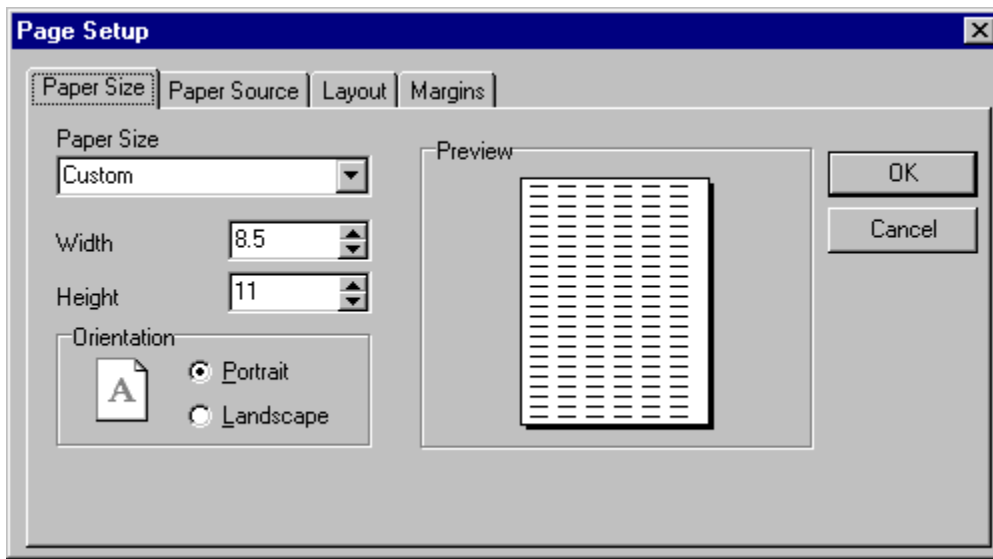 Page Setup
Paper Size Paper Source Layout Margins
Paper Size
Custom
Width 8.5
Height 11
Orientation
A
Portrait
Landscape
Preview
OK
Cancel